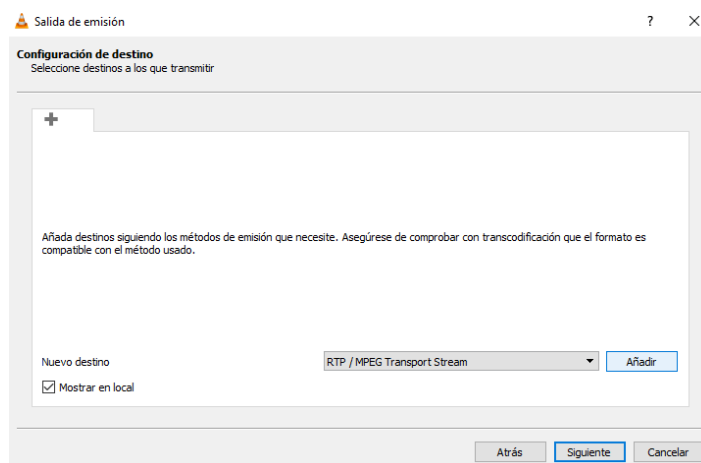 Salida de emisión
Configuración de destino
Seleccione destinos a los que transmitir
Añada destinos siguiendo los métodos de emisión que necesite. Asegúrese de comprobar con transcodificación que el formato es
compatible con el método usado.
Nuevo destino
RTP / MPEG Transport Stream
Añadir
Mostrar en local
Atrás
Siguiente
Cancelar